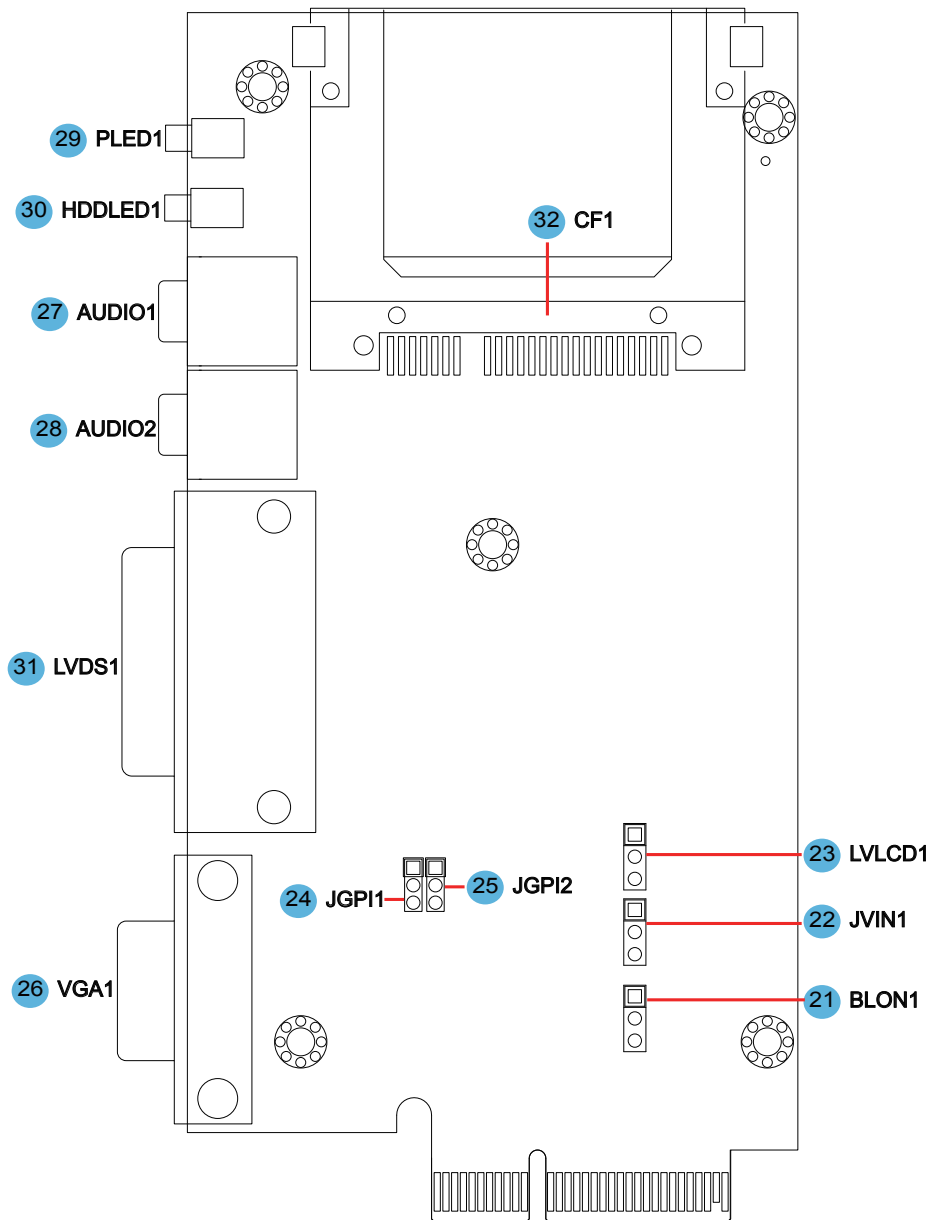 29 PLED1
30 HDDLED1
32 CF1
27 AUDIO1
28 AUDIO2
31 LVDS1
23 LVLCD1
24 JGPI1
25 JGPI2
22 JVIN1
26 VGA1
21 BLON1